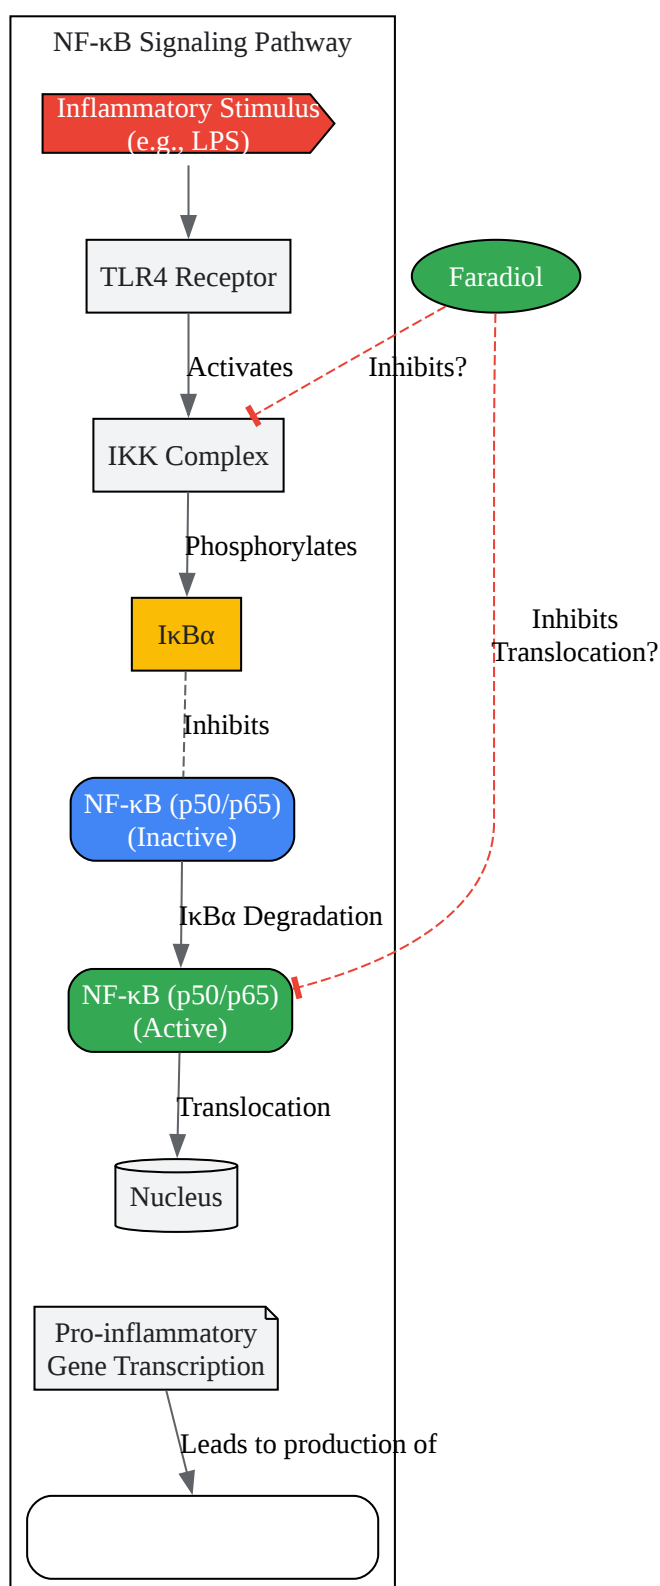 NF-κB Signaling Pathway
Inflammatory Stimulus
(e.g., LPS)
TLR4 Receptor
Faradiol
Activates
Inhibits?
IKK Complex
Phosphorylates
IκBα
Inhibits
Translocation?
Inhibits
NF-κB (p50/p65)
(Inactive)
IκBα Degradation
NF-κB (p50/p65)
(Active)
Translocation
Nucleus
Pro-inflammatory
Gene Transcription
Leads to production of